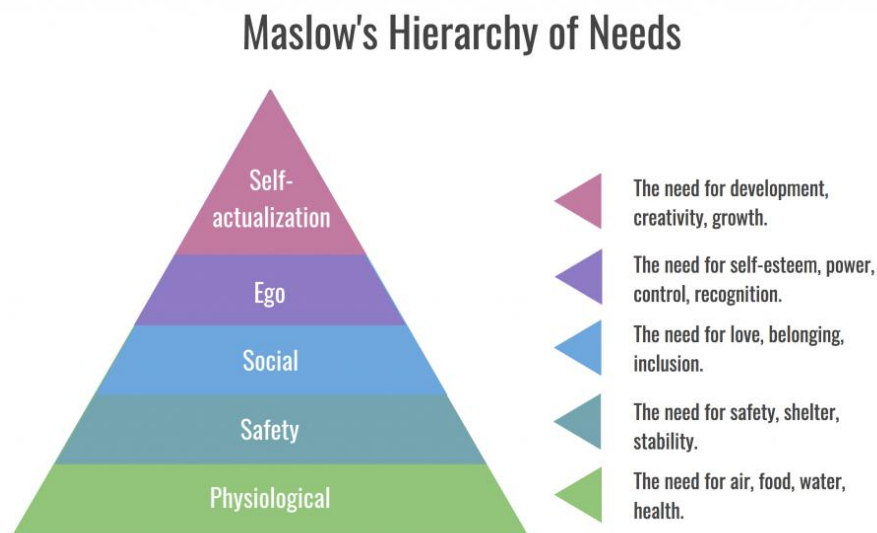 Maslow's Hierarchy of Needs
Self-
actualization
The need for development,
creativity, growth.
Ego
The need for self-esteem, power,
control, recognition.
Social
The need for love, belonging,
inclusion.
Safety
The need for safety, shelter,
stability.
Physiological
The need for air, food, water,
health.